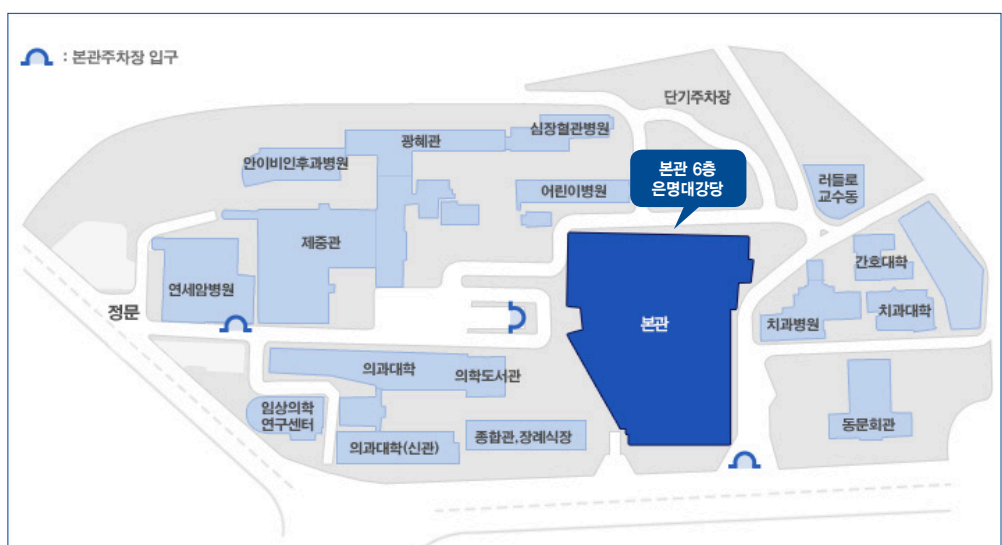 : 본관주차장 입구
단기주차장
심장혈관병원
광혜관
안이비인후과병원
본관 6층
은명대강당
어린이병원
러들로
교수동
제중관
간호대학
연세암병원
정문
치과대학
치과병원
본관
의과대학
의학도서관
임상의학
연구센터
동문회관
종합관,장례식장
의과대학(신관)